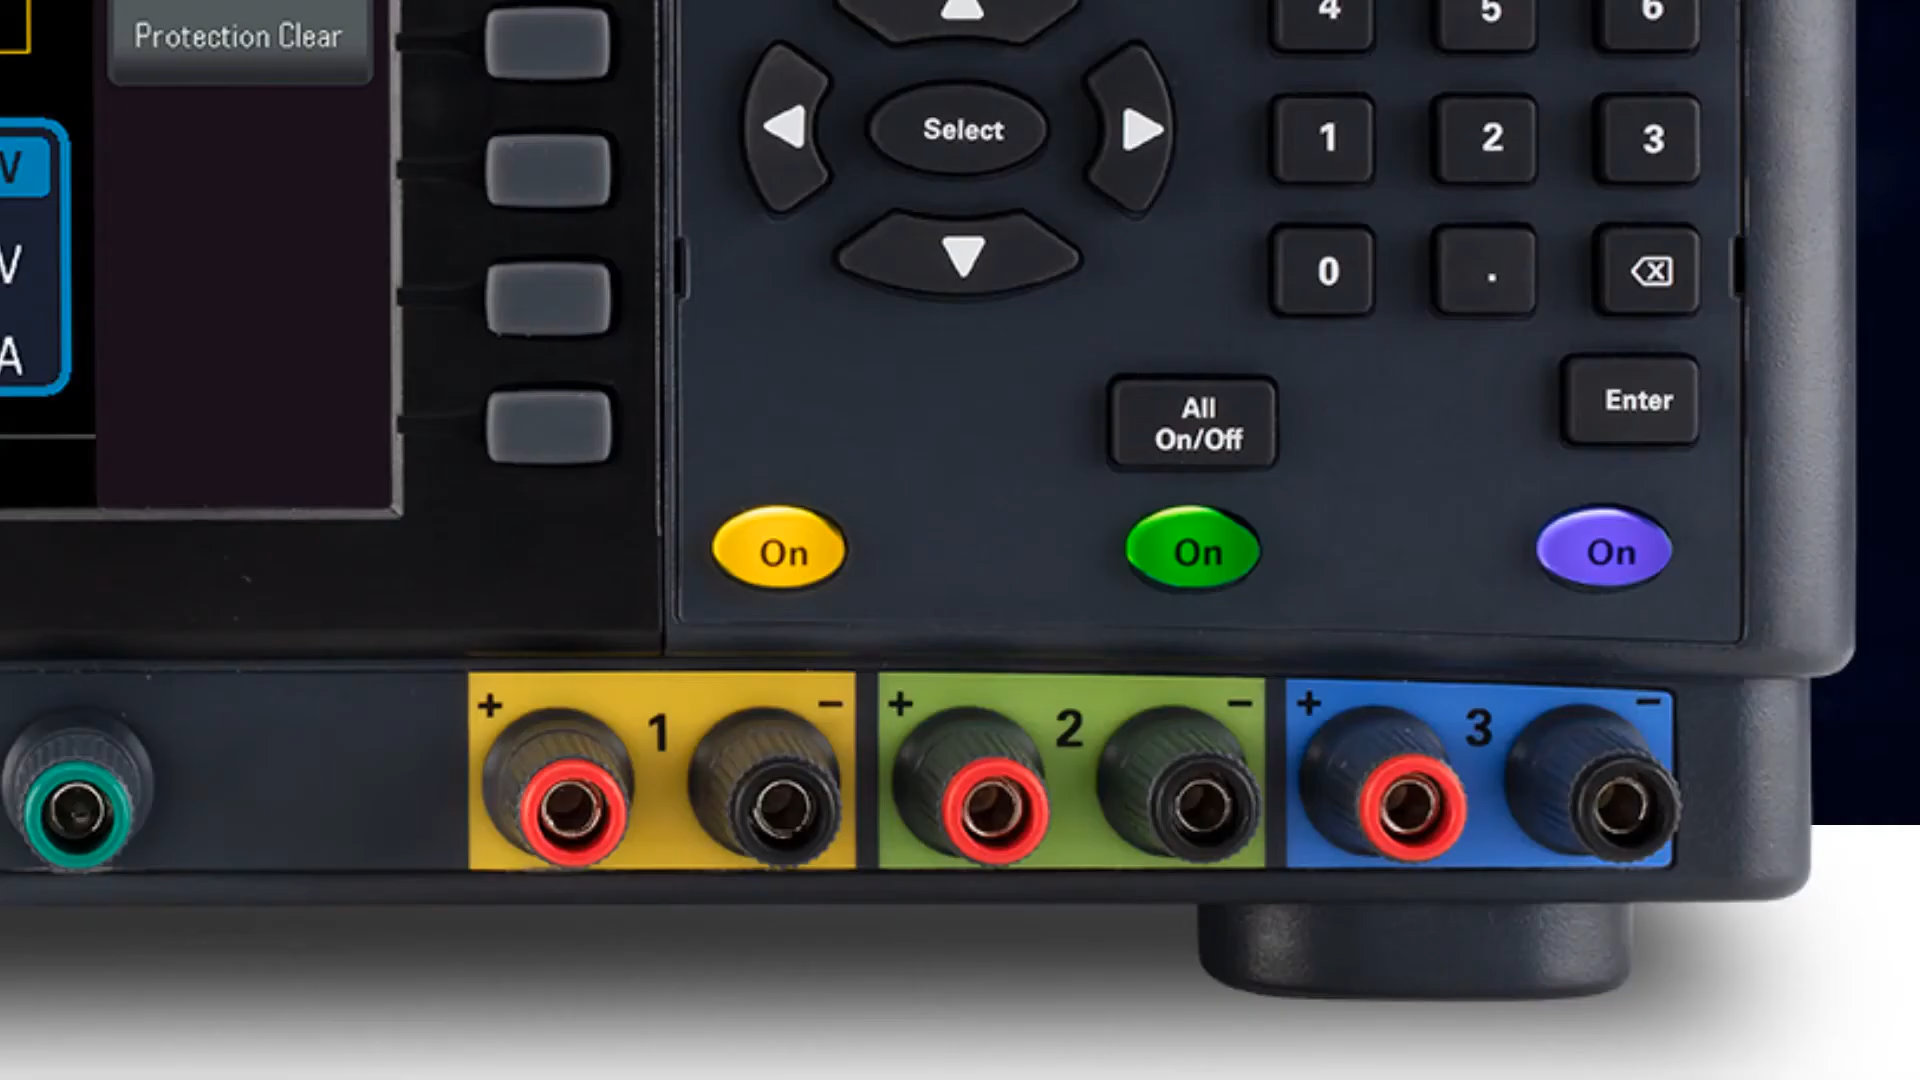 Protection Clear
V
V
A
4 5 6
Select
1 2 3
0 .
All
On/Off
Enter
On On On
+ 1 −
+ 2 −
+ 3 −